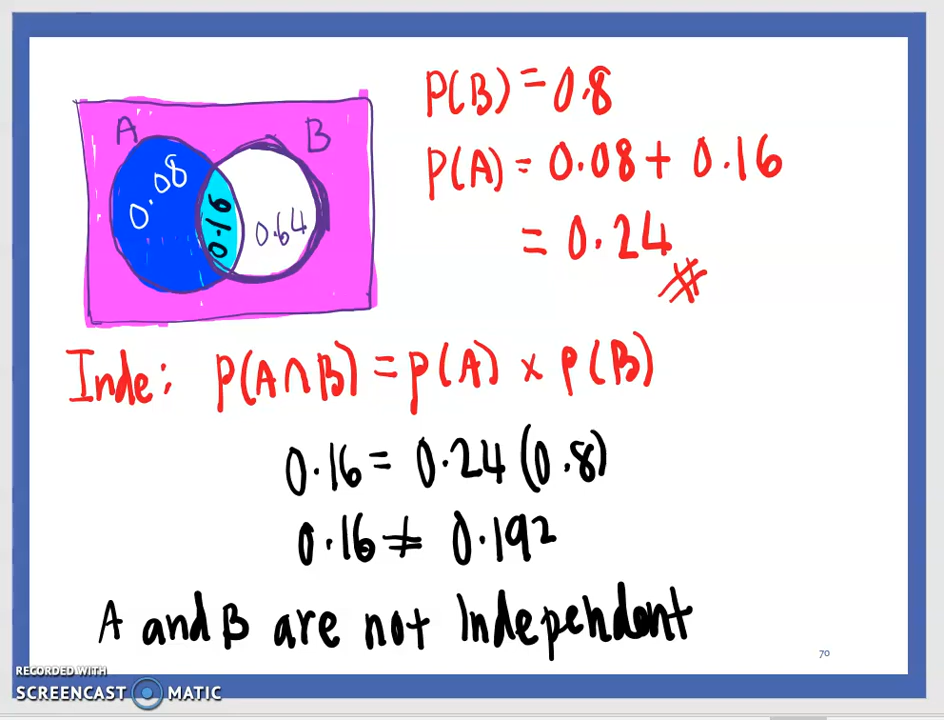 P(B) = 0.8
P(A) = 0.08 + 0.16
= 0.24 #
A
B
0.08
0.16
0.64
Inde: P(A∩B) = P(A) × P(B)
0.16 = 0.24 (0.8)
0.16 ≠ 0.192
A and B are not Independent
70
RECORDED WITH
SCREENCAST MATIC